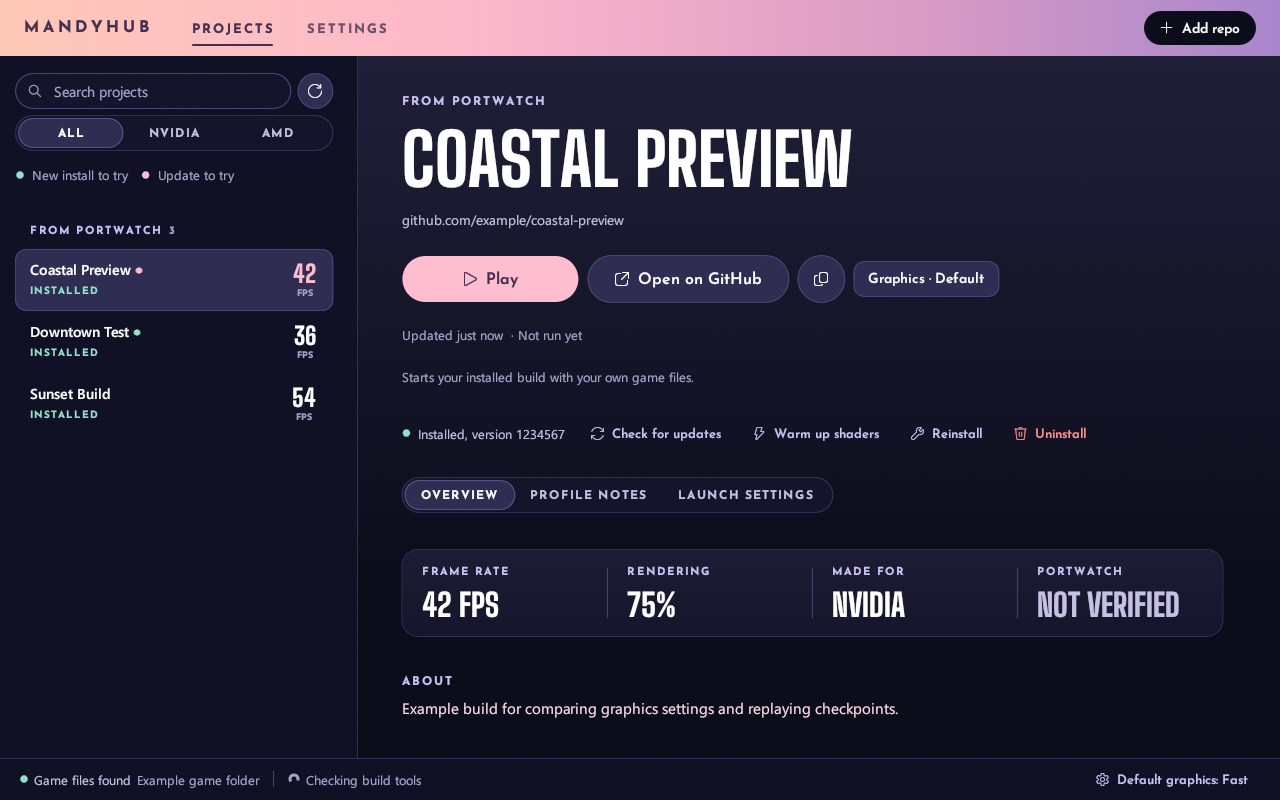 MANDYHUB PROJECTS SETTINGS Add repo
Search projects
ALL NVIDIA AMD
New install to try Update to try
FROM PORTWATCH 3
Coastal Preview 42
INSTALLED FPS
Downtown Test 36
INSTALLED FPS
Sunset Build 54
INSTALLED FPS
FROM PORTWATCH
COASTAL PREVIEW
github.com/example/coastal-preview
Play Open on GitHub Graphics · Default
Updated just now · Not run yet
Starts your installed build with your own game files.
Installed, version 1234567 Check for updates Warm up shaders Reinstall Uninstall
OVERVIEW PROFILE NOTES LAUNCH SETTINGS
FRAME RATE RENDERING MADE FOR PORTWATCH
42 FPS 75% NVIDIA NOT VERIFIED
ABOUT
Example build for comparing graphics settings and replaying checkpoints.
Game files found Example game folder Checking build tools Default graphics: Fast